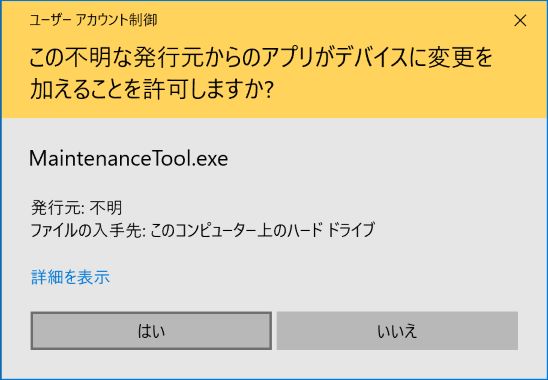 ユーザー アカウント制御
この不明な発行元からのアプリがデバイスに変更を
加えることを許可しますか?
MaintenanceTool.exe
発行元: 不明
ファイルの入手先: このコンピューター上のハード ドライブ
詳細を表示
はい
いいえ